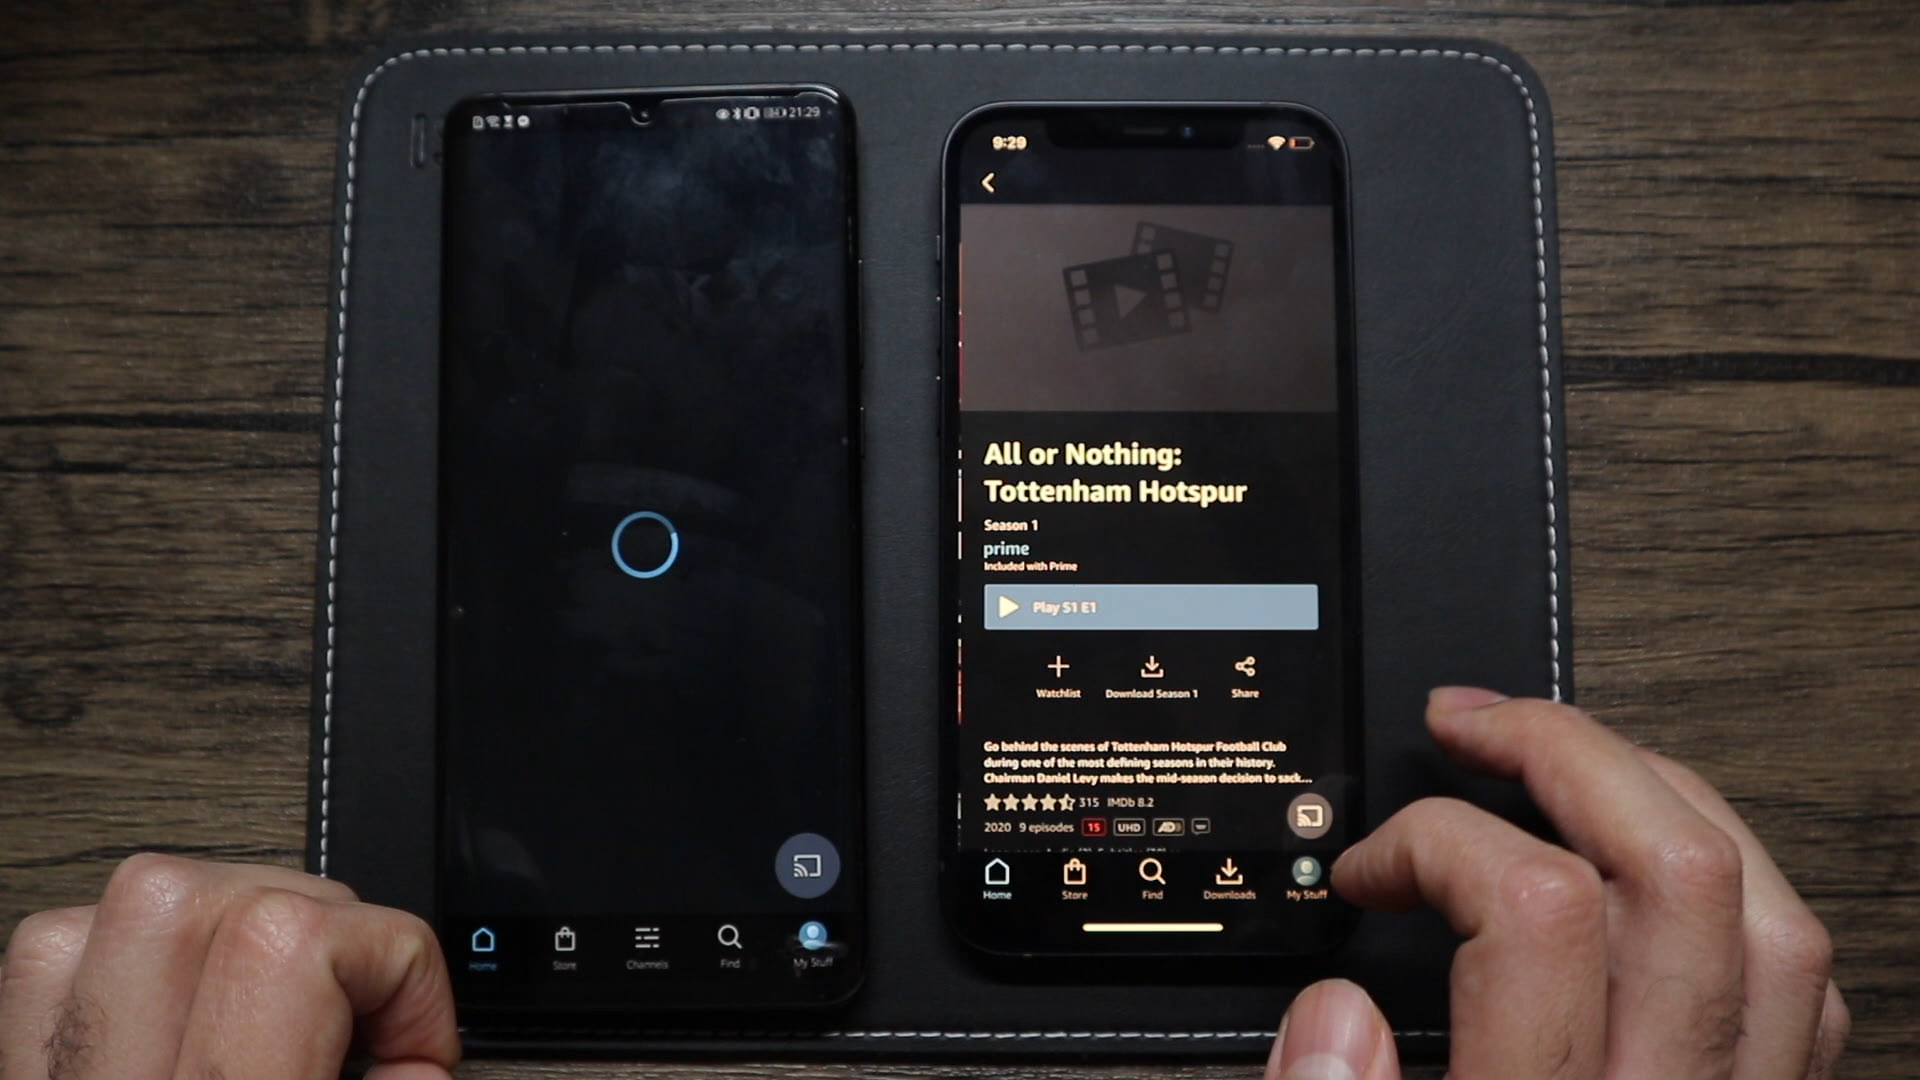 21:29
Home
Store
Channels
Find
My Stuff
9:29
All or Nothing:
Tottenham Hotspur
Season 1
prime
Included with Prime
Play S1 E1
Watchlist
Download Season 1
Share
Go behind the scenes of Tottenham Hotspur Football Club
during one of the most defining seasons in their history.
Chairman Daniel Levy makes the mid-season decision to sack...
315 IMDb 8.2
2020 9 episodes 15 UHD AD
Home
Store
Find
Downloads
My Stuff